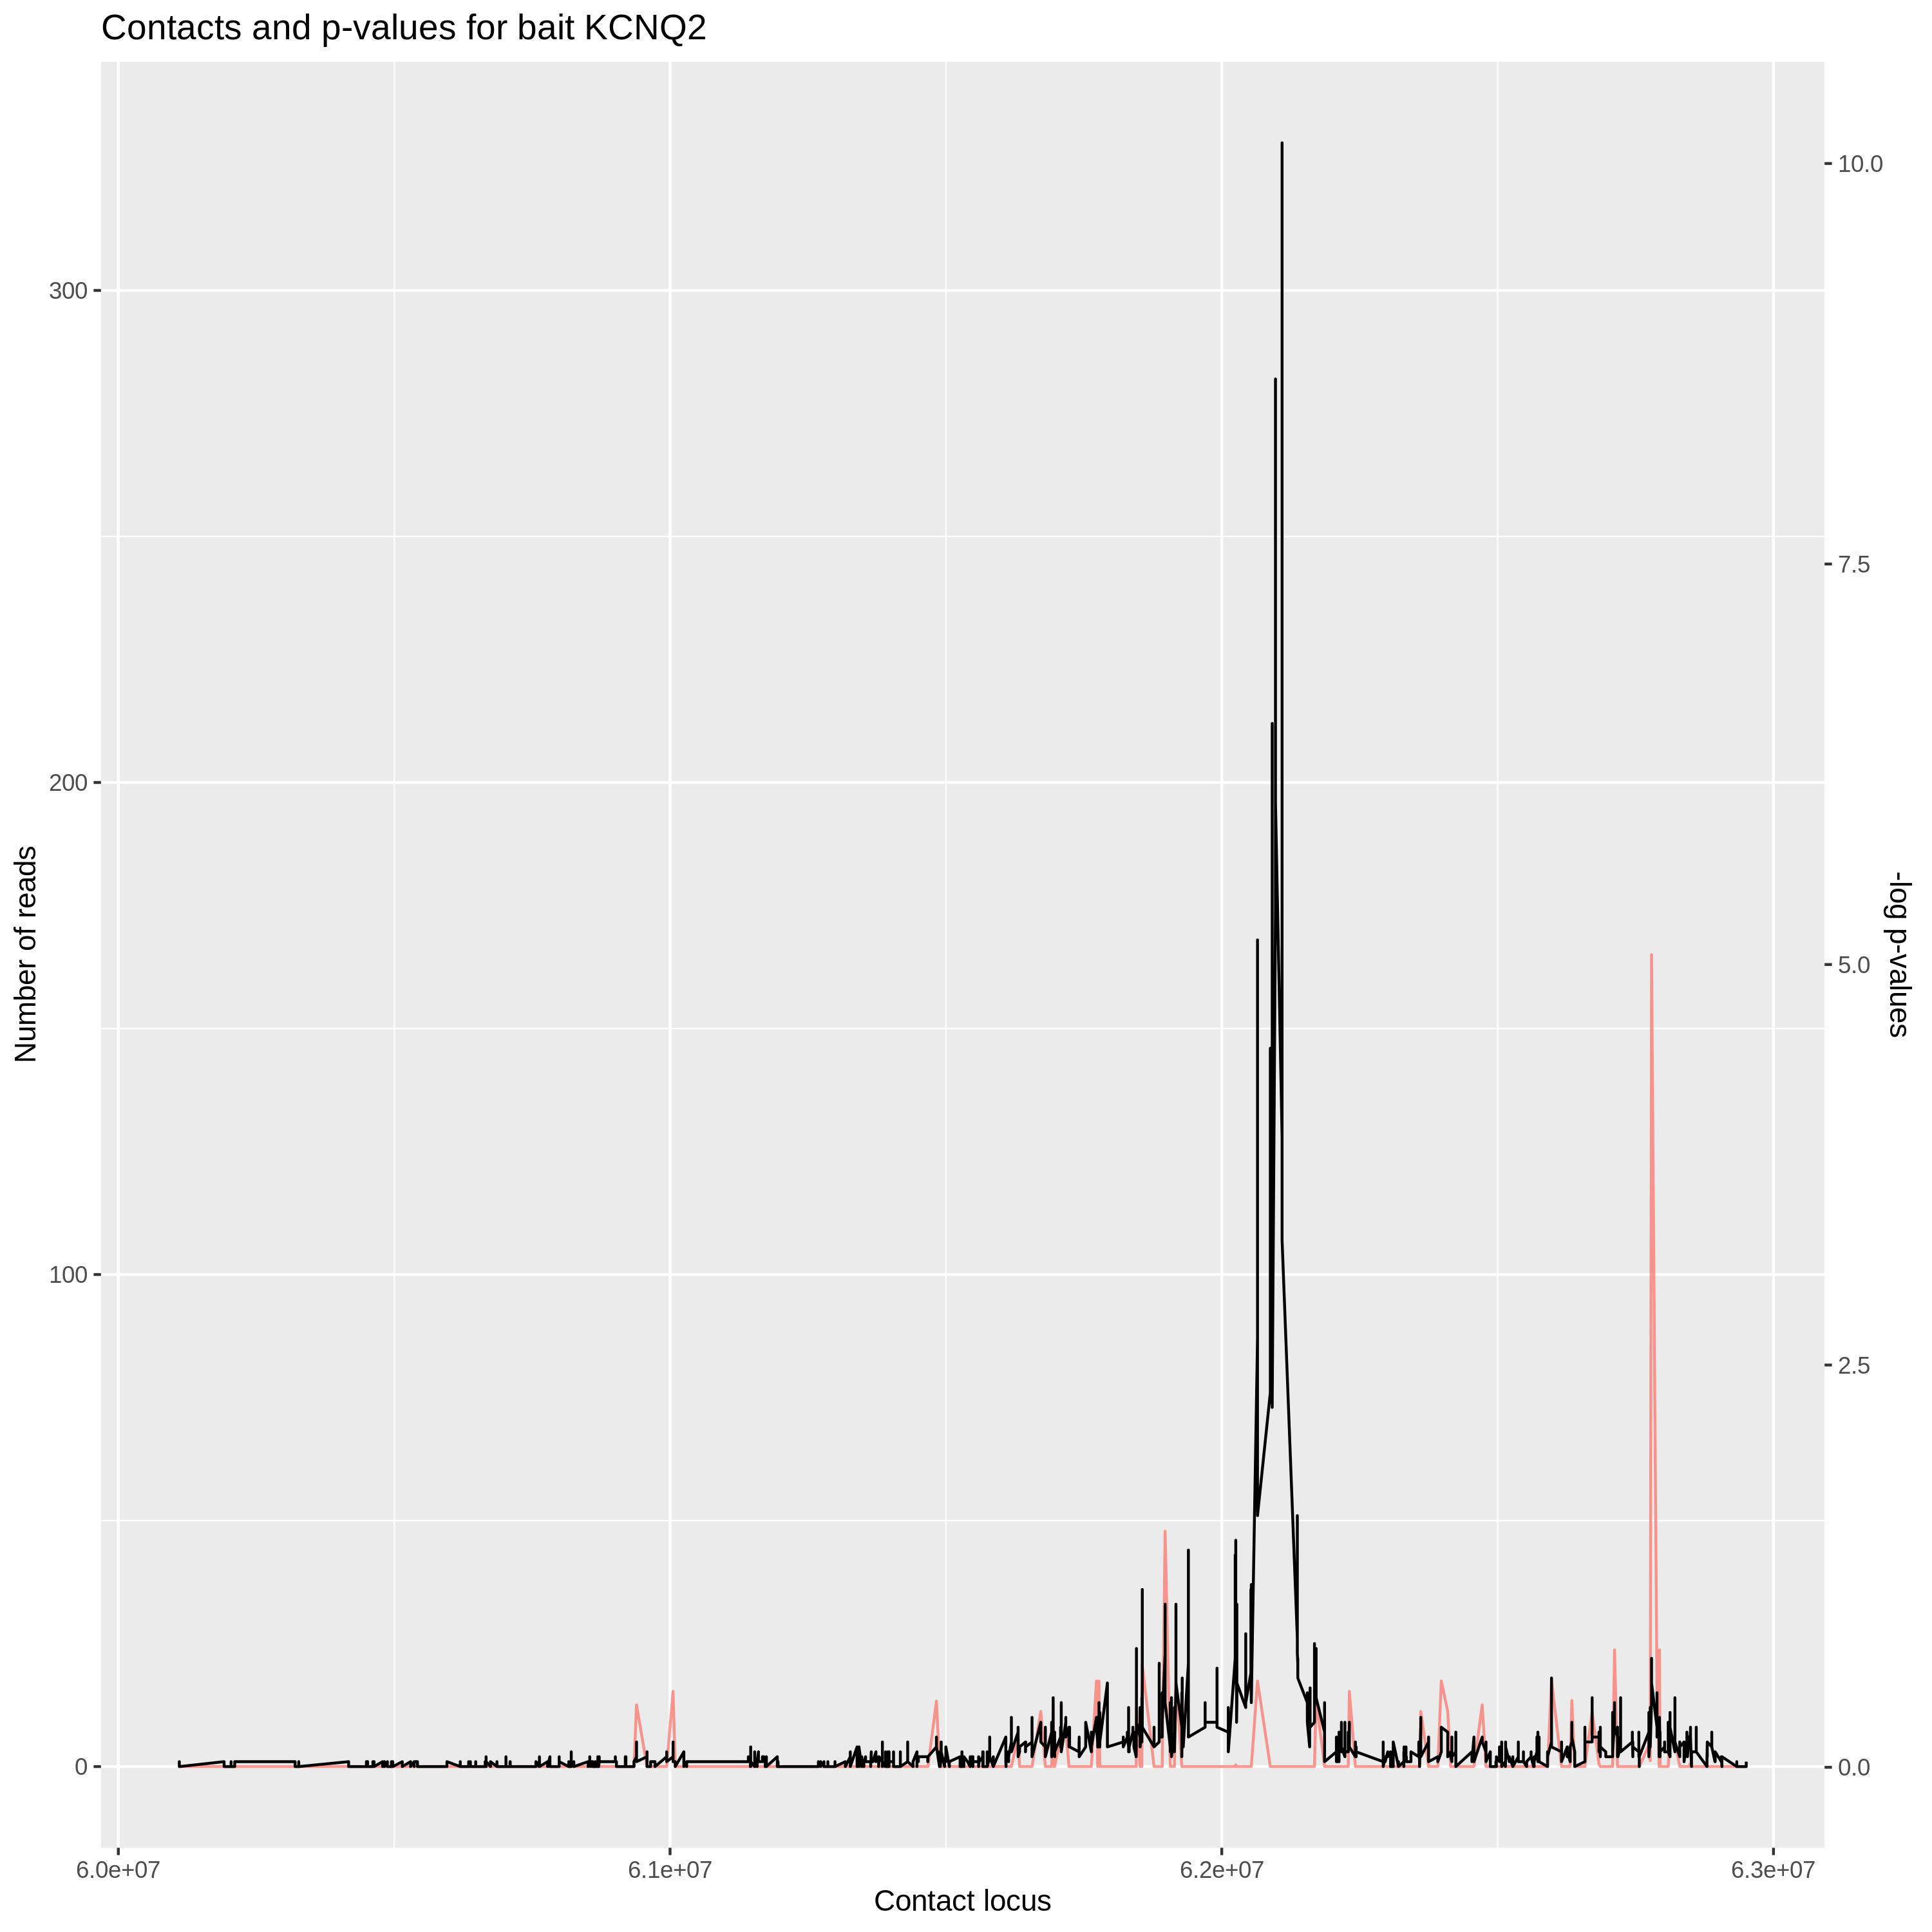 Contacts and p-values for bait KCNQ2
Number of reads
300
200
100
0
10.0
7.5
5.0
2.5
0.0
-log p-values
6.0e+07
6.1e+07
6.2e+07
6.3e+07
Contact locus